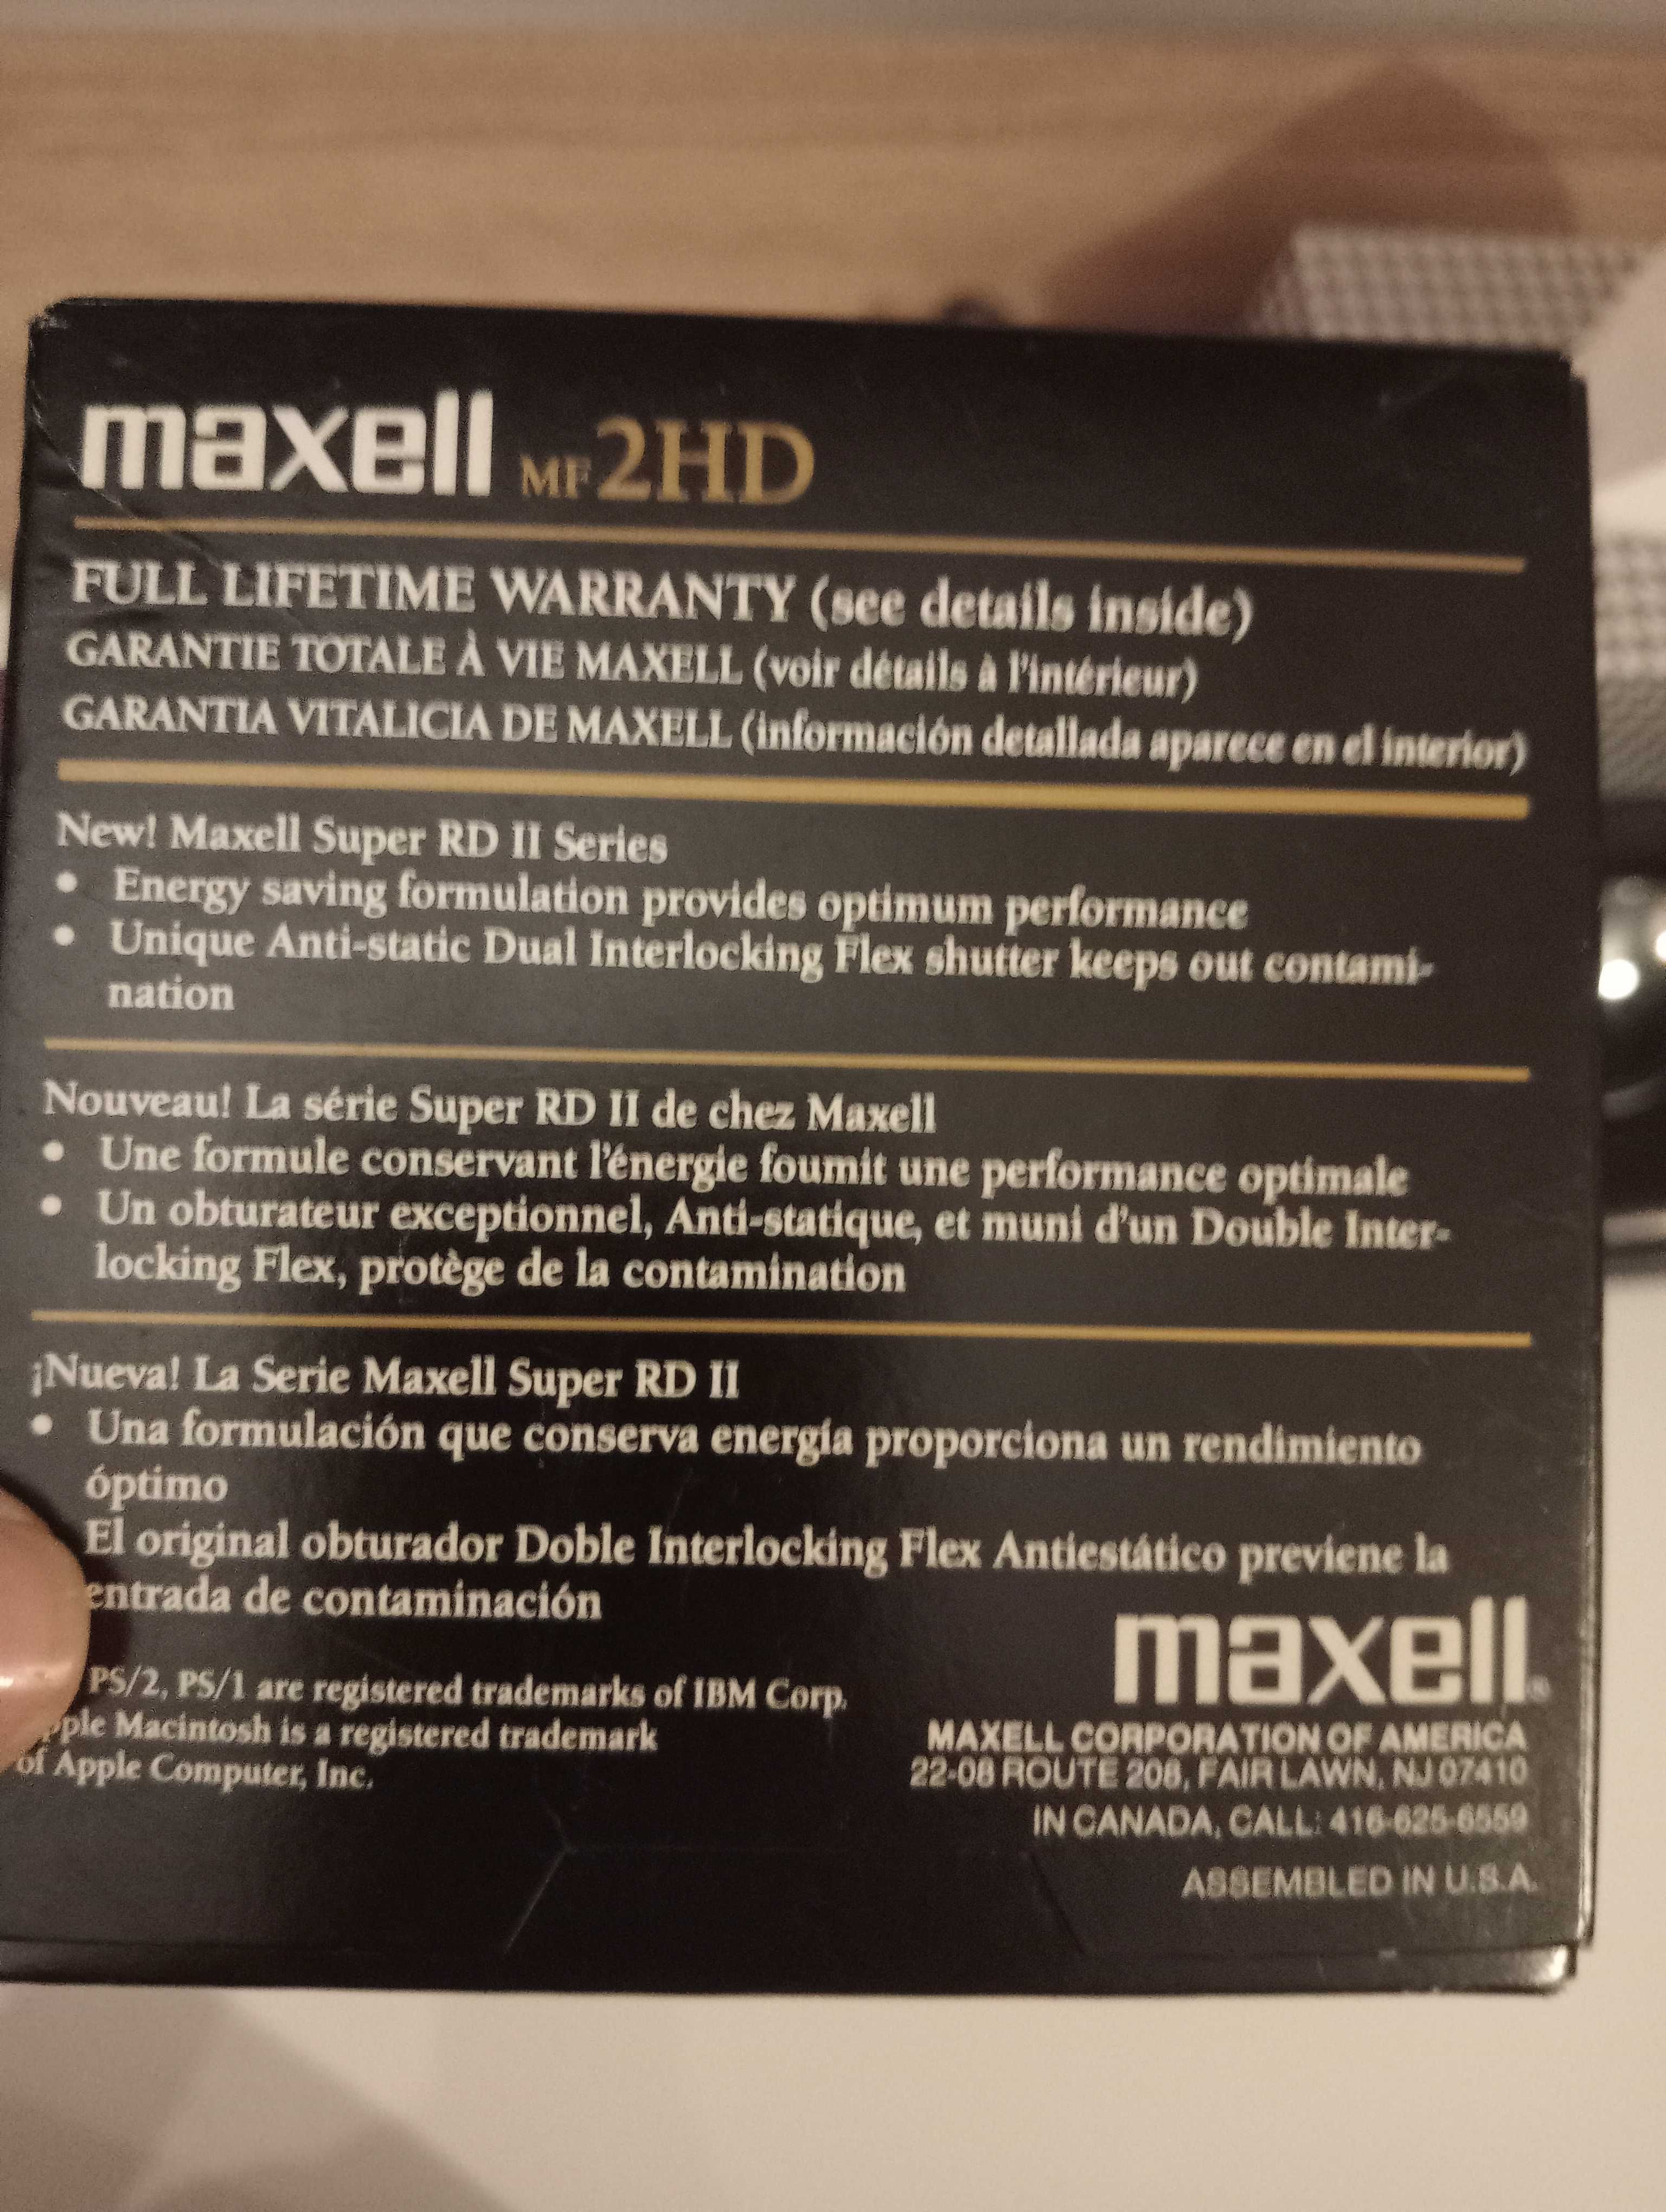 maxell MF 2HD
FULL LIFETIME WARRANTY (see details inside)
GARANTIE TOTALE À VIE MAXELL (voir détails à l'intérieur)
GARANTIA VITALICIA DE MAXELL (información detallada aparece en el interior)
New! Maxell Super RD II Series
• Energy saving formulation provides optimum performance
• Unique Anti-static Dual Interlocking Flex shutter keeps out contami-
nation
Nouveau! La série Super RD II de chez Maxell
• Une formule conservant l'énergie foumit une performance optimale
• Un obturateur exceptionnel, Anti-statique, et muni d'un Double Inter-
locking Flex, protège de la contamination
¡Nueva! La Serie Maxell Super RD II
• Una formulación que conserva energía proporciona un rendimiento
óptimo
El original obturador Doble Interlocking Flex Antiestático previene la
entrada de contaminación
PS/2, PS/1 are registered trademarks of IBM Corp.
Macintosh is a registered trademark
of Apple Computer, Inc.
maxell®
MAXELL CORPORATION OF AMERICA
22-08 ROUTE 208, FAIR LAWN, NJ 07410
IN CANADA, CALL: 416-625-6559
ASSEMBLED IN U.S.A.